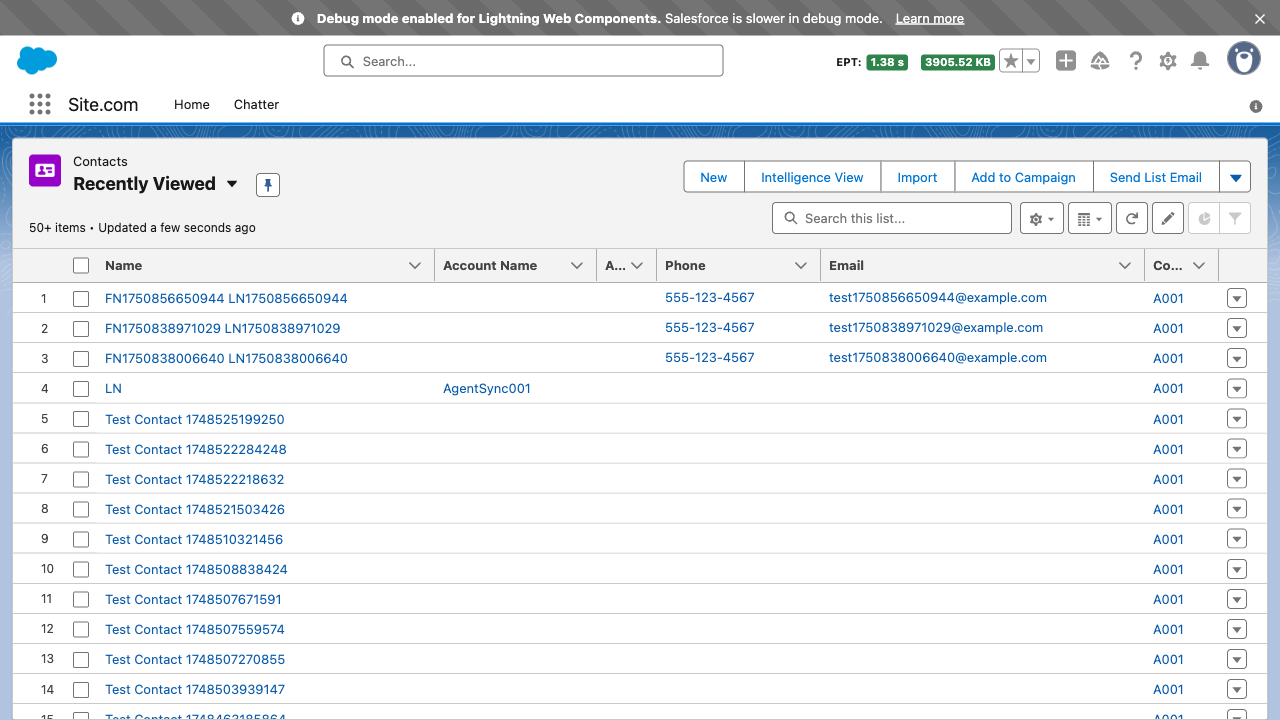 Debug mode enabled for Lightning Web Components. Salesforce is slower in debug mode. Learn more
Search...
EPT: 1.38 s 3905.52 KB
Site.com Home Chatter
Contacts
Recently Viewed
New Intelligence View Import Add to Campaign Send List Email
50+ items • Updated a few seconds ago
Search this list...
Name Account Name A... Phone Email Co...
1 FN1750856650944 LN1750856650944 555-123-4567 test1750856650944@example.com A001
2 FN1750838971029 LN1750838971029 555-123-4567 test1750838971029@example.com A001
3 FN1750838006640 LN1750838006640 555-123-4567 test1750838006640@example.com A001
4 LN AgentSync001 A001
5 Test Contact 1748525199250 A001
6 Test Contact 1748522284248 A001
7 Test Contact 1748522218632 A001
8 Test Contact 1748521503426 A001
9 Test Contact 1748510321456 A001
10 Test Contact 1748508838424 A001
11 Test Contact 1748507671591 A001
12 Test Contact 1748507559574 A001
13 Test Contact 1748507270855 A001
14 Test Contact 1748503939147 A001
15 Test Contact 1748463185864 A001